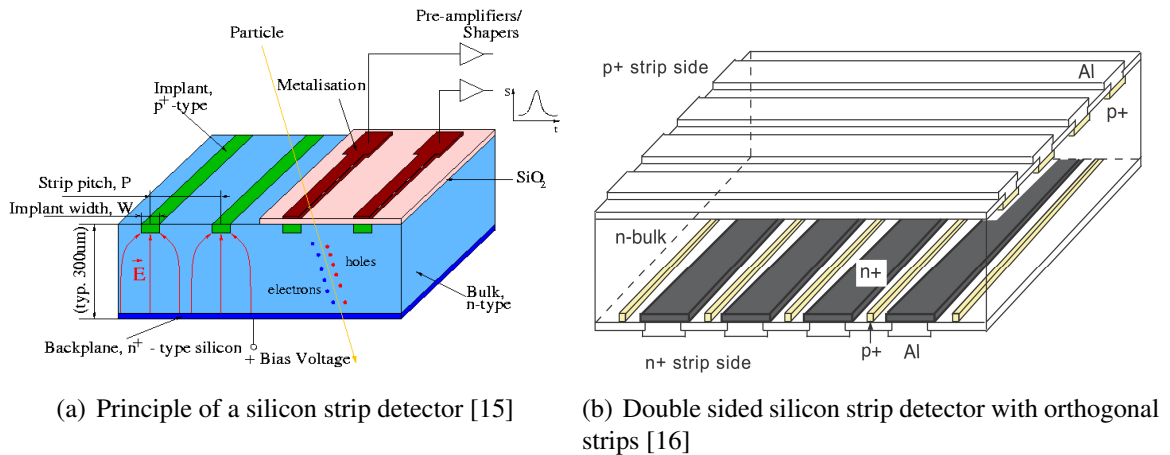 Particle
Pre-amplifiers/
Shapers
Metalisation
Implant,
p+-type
S
t
Strip pitch, P
Implant width, W
SiO2
(typ. 300um)
E
holes
electrons
Bulk,
n-type
Backplane, n+ - type silicon
+ Bias Voltage
(a) Principle of a silicon strip detector [15]
p+ strip side
Al
p+
n-bulk
n+
p+
Al
n+ strip side
(b) Double sided silicon strip detector with orthogonal
strips [16]